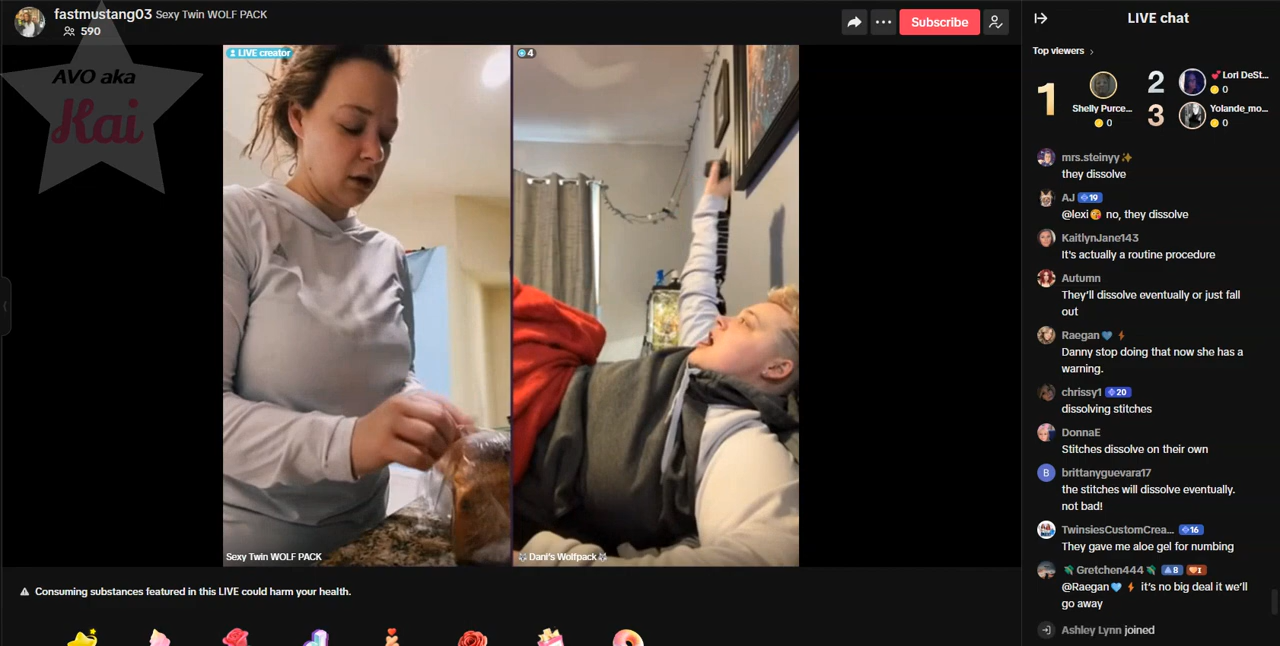 fastmustang03 Sexy Twin WOLF PACK
590
Subscribe
AVO aka
Kai
LIVE creator
4
Sexy Twin WOLF PACK
Dani's Wolfpack
Consuming substances featured in this LIVE could harm your health.
LIVE chat
Top viewers
1
Shelly Purce...
0
2
Lori DeSt...
0
3
Yolande_mo...
0
mrs.steinyy
they dissolve
AJ 19
@lexi no, they dissolve
KaitlynJane143
It's actually a routine procedure
Autumn
They'll dissolve eventually or just fall
out
Raegan
Danny stop doing that now she has a
warning.
chrissy1 20
dissolving stitches
DonnaE
Stitches dissolve on their own
B brittanyguevara17
the stitches will dissolve eventually.
not bad!
TwinsiesCustomCrea... 16
They gave me aloe gel for numbing
Gretchen444 8 I
@Raegan it's no big deal it we'll
go away
Ashley Lynn joined